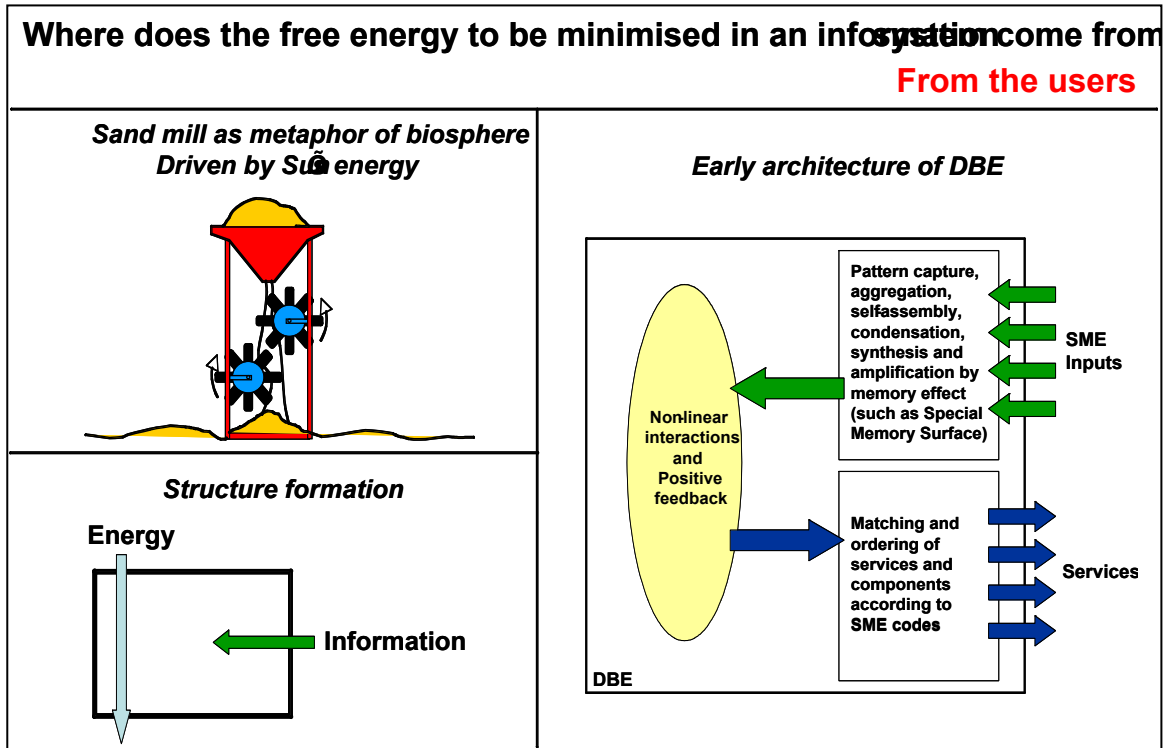 Where does the free energy to be minimised in an information system come from
From the users
Sand mill as metaphor of biosphere
Driven by Sun energy
Early architecture of DBE
Pattern capture,
aggregation,
selfassembly,
condensation,
synthesis and
amplification by
memory effect
(such as Special
Memory Surface)
SME
Inputs
Non-linear
interactions
and
Positive
feedback
Structure formation
Energy
Information
Matching and
ordering of
services and
components
according to
SME codes
Services
DBE